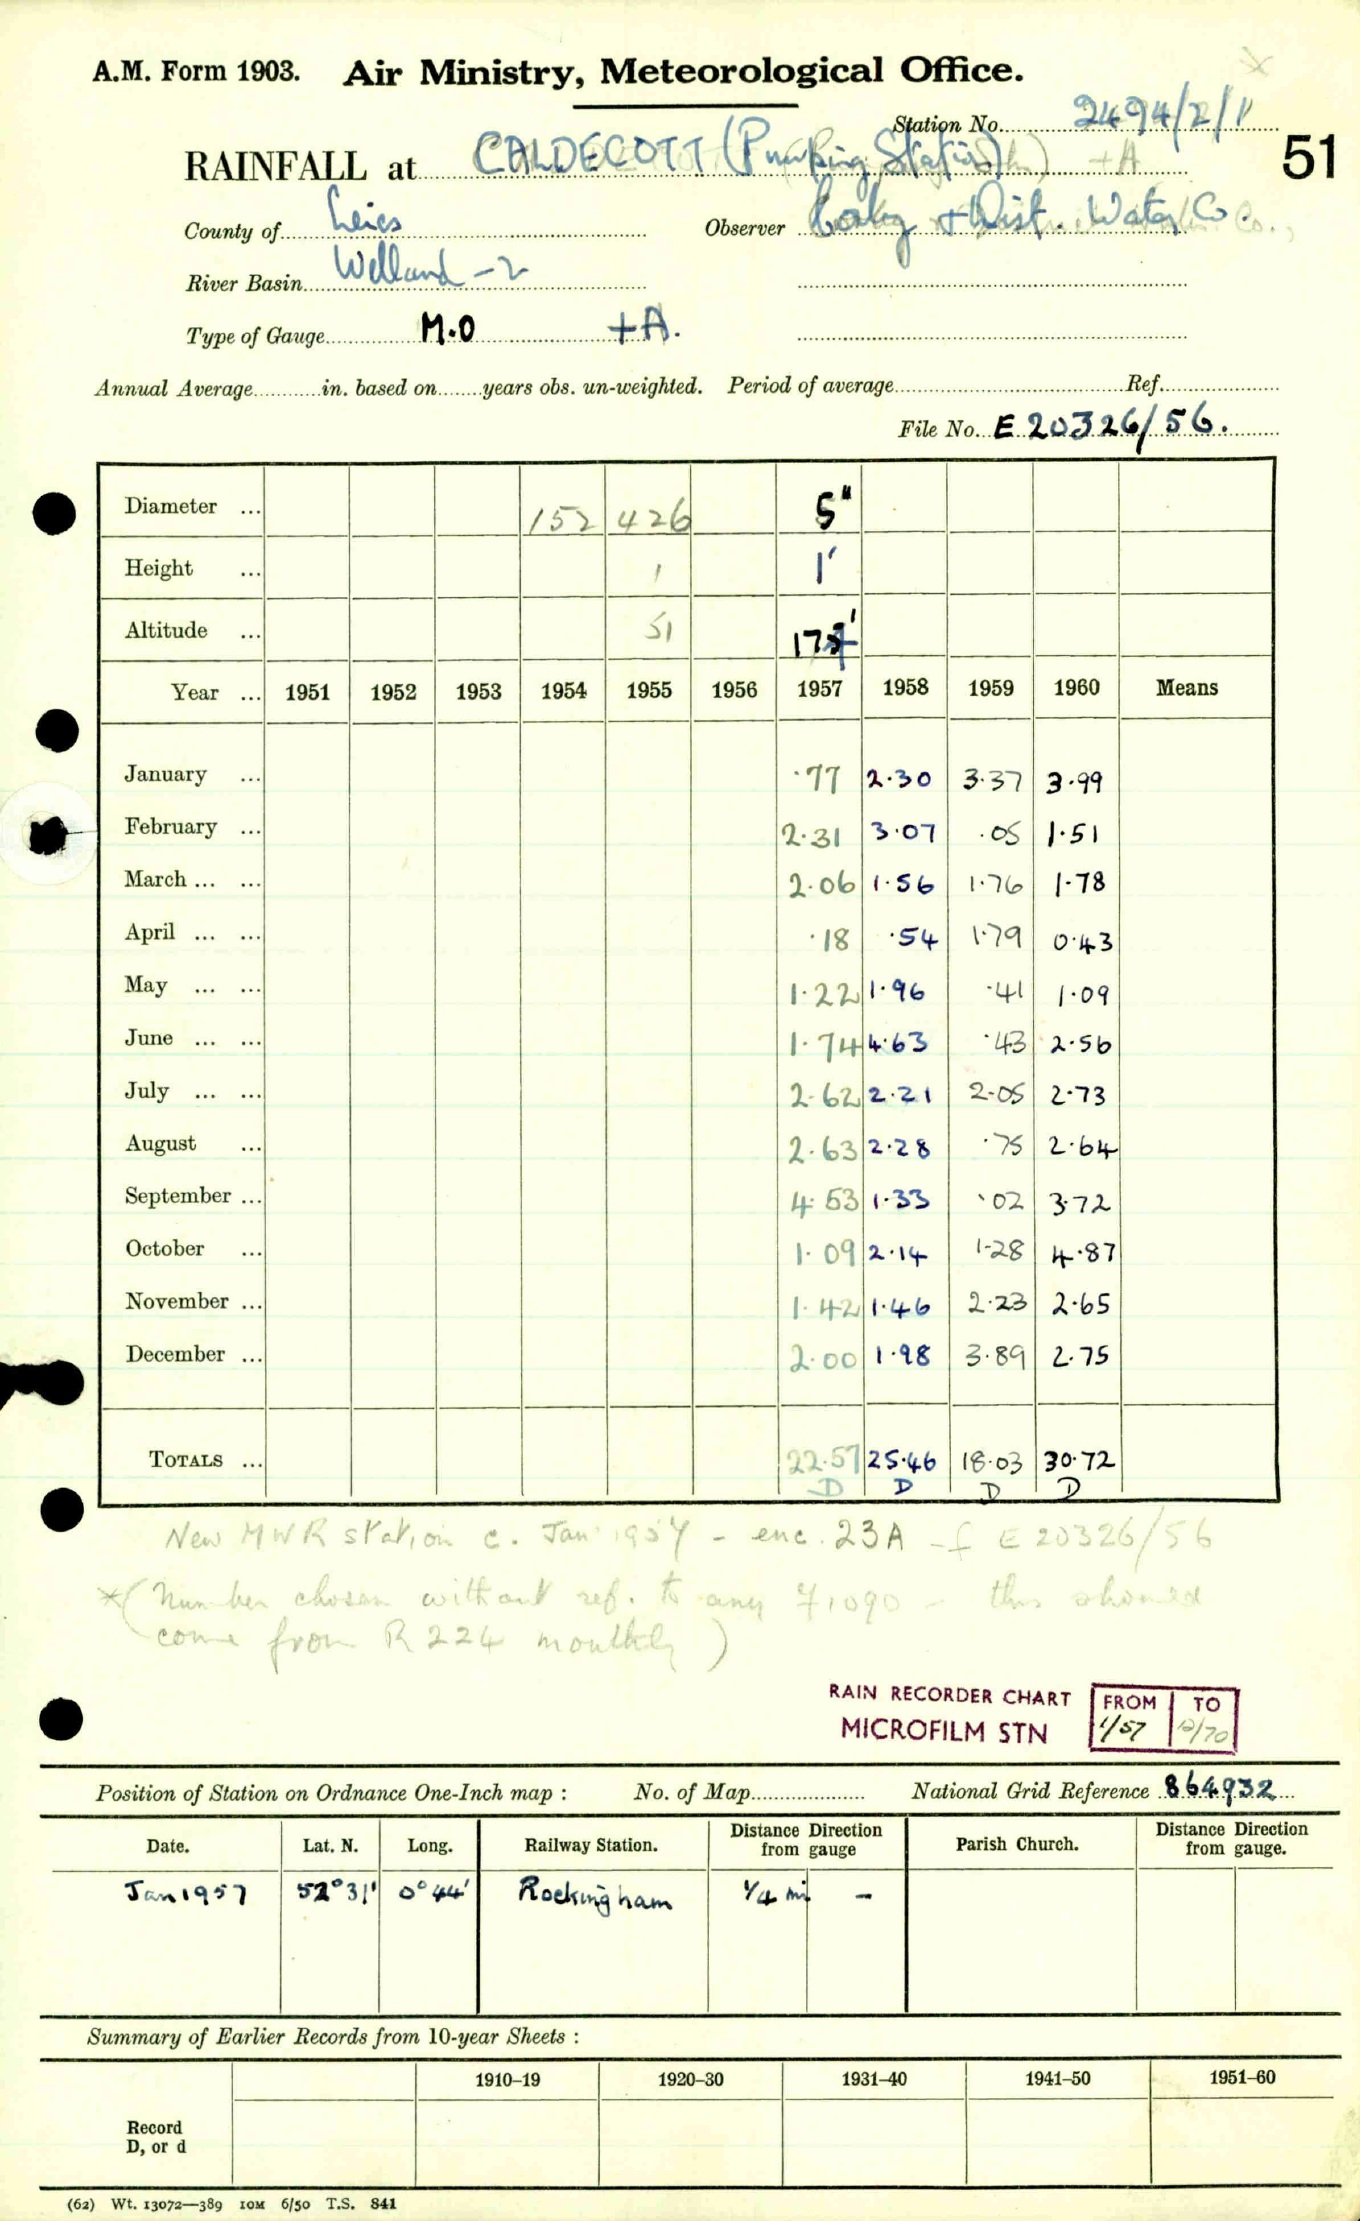 A.M. Form 1903. Air Ministry, Meteorological Office.
Station No. 2494/2/1
RAINFALL at CALDECOTT (Pumping Station) +A
51
County of Leics Observer Corby + Dist. Water Co.
River Basin Welland -2
Type of Gauge M.O +A.
Annual Average in. based on years obs. un-weighted. Period of average Ref.
File No. E 20326/56.
Diameter ... 152 426 5"
Height ... 1 1'
Altitude ... 51
Year ... 1951 1952 1953 1954 1955 1956 1957 1958 1959 1960 Means
January ... ·77 2·30 3·37 3·99
February ... 2·31 3·07 ·05 1·51
March ... ... 2·06 1·56 1·76 1·78
April ... ... ·18 ·54 1·79 0·43
May ... ... 1·22 1·96 ·41 1·09
June ... ... 1·74 4·63 ·43 2·56
July ... ... 2·62 2·21 2·05 2·73
August ... 2·63 2·28 ·75 2·64
September ... 4·53 1·33 ·02 3·72
October ... 1·09 2·14 1·28 4·87
November ... 1·42 1·46 2·23 2·65
December ... 2·00 1·98 3·89 2·75
TOTALS ... 22·57 25·46 18·03 30·72
D D D D
New MWR station c. Jan 1957 - enc. 23A - f E 20326/56
*(Number chosen without ref. to any F1090 - this should
come from R224 monthly)
RAIN RECORDER CHART FROM TO
MICROFILM STN 1/57 12/70
Position of Station on Ordnance One-Inch map : No. of Map National Grid Reference 864932
Date. Lat. N. Long. Railway Station. Distance from Direction gauge Parish Church. Distance from Direction gauge.
Jan 1957 52°31' 0°44' Rockingham 1/4 mi -
Summary of Earlier Records from 10-year Sheets :
1910–19 1920–30 1931–40 1941–50 1951–60
Record
D, or d
(62) Wt. 13072—389 10M 6/50 T.S. 841